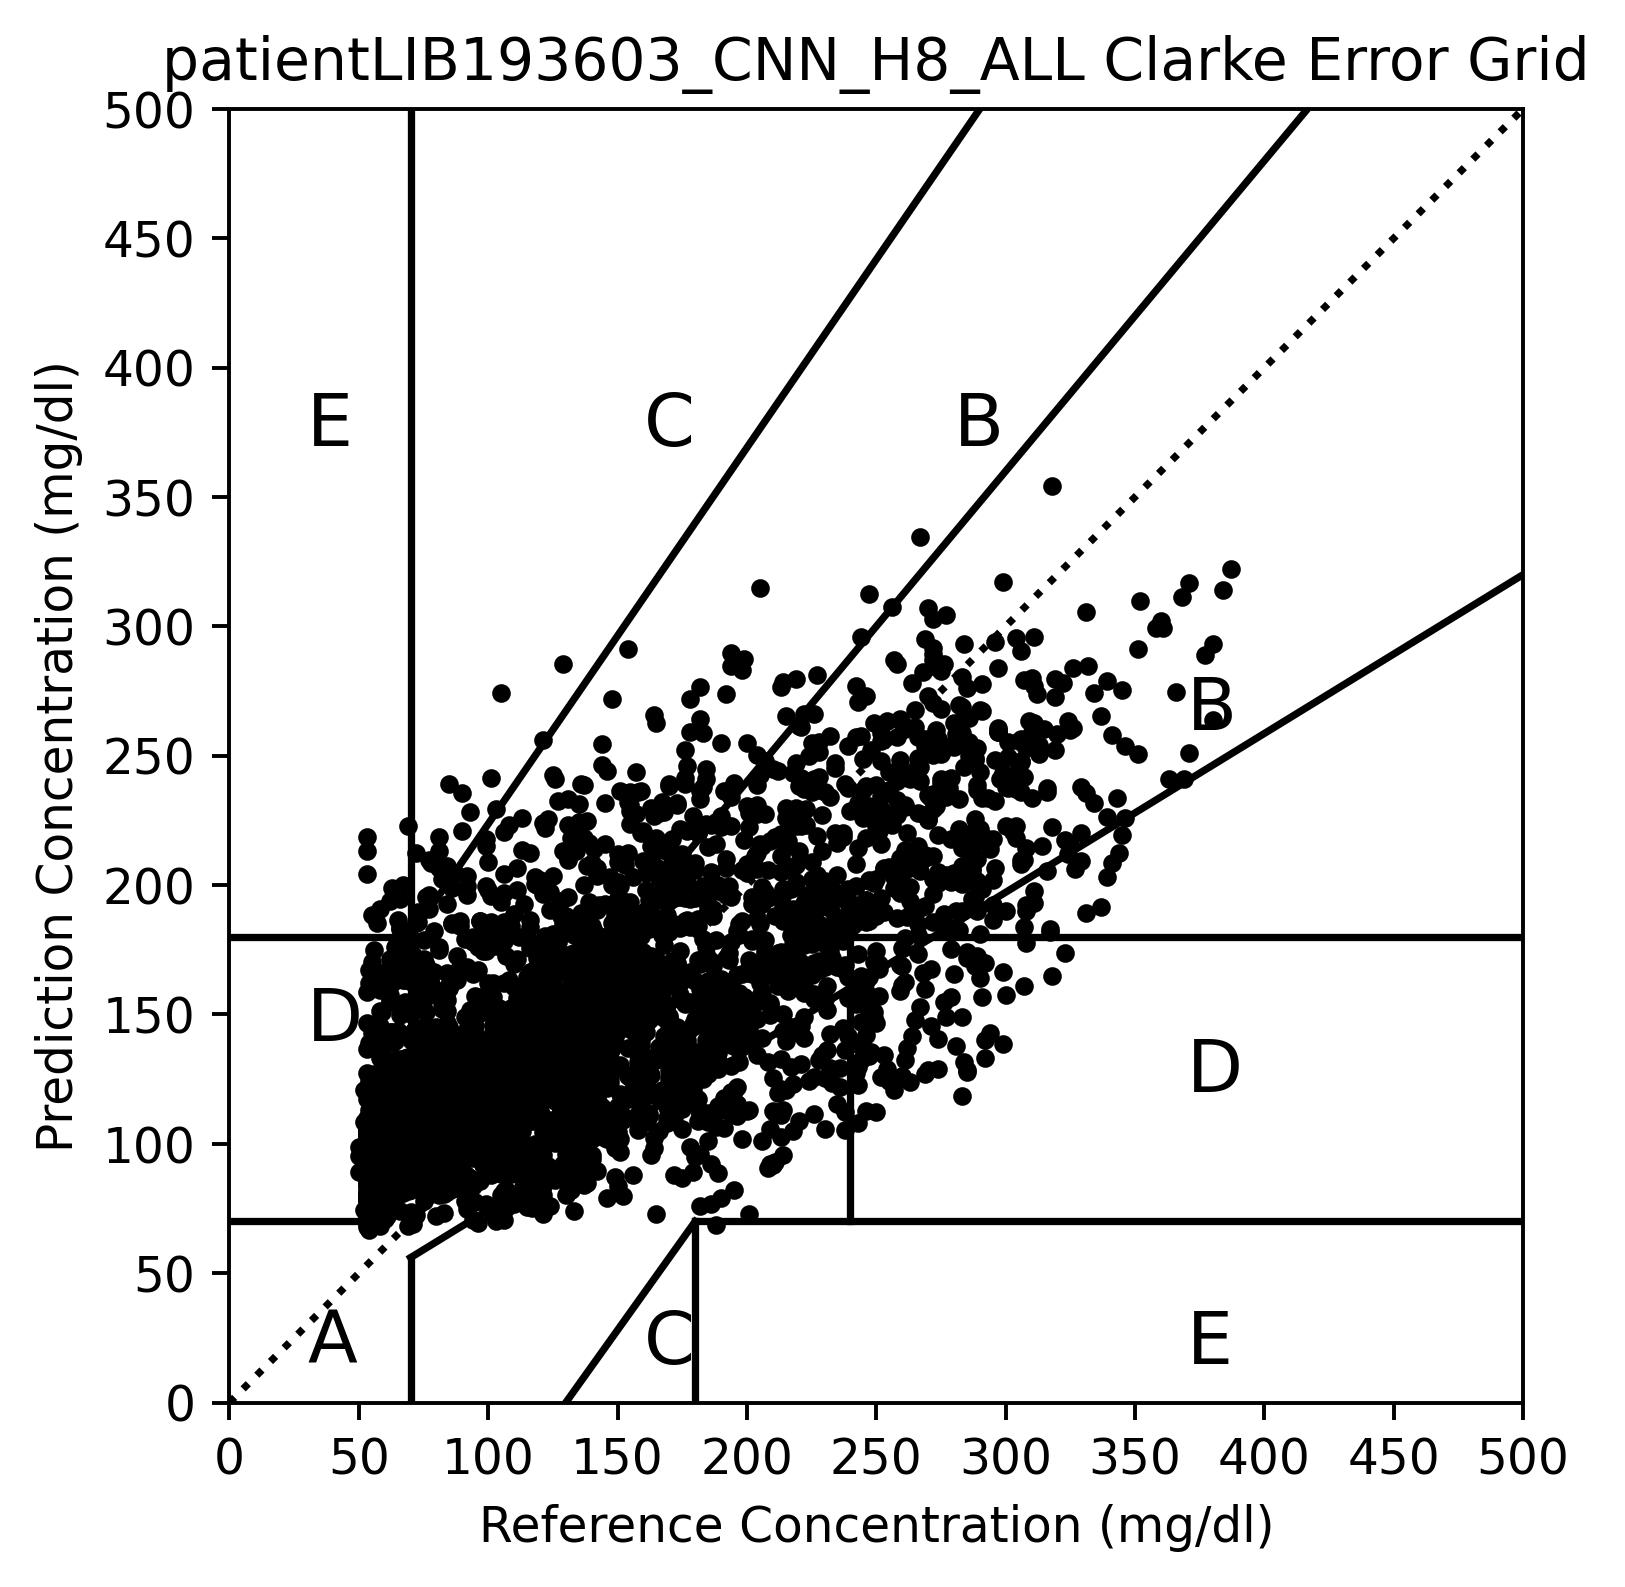 patientLIB193603_CNN_H8_ALL Clarke Error Grid
500
450
400
350
300
250
200
150
100
50
0
Prediction Concentration (mg/dl)
E
C
B
B
D
D
A
C
E
0 50 100 150 200 250 300 350 400 450 500
Reference Concentration (mg/dl)